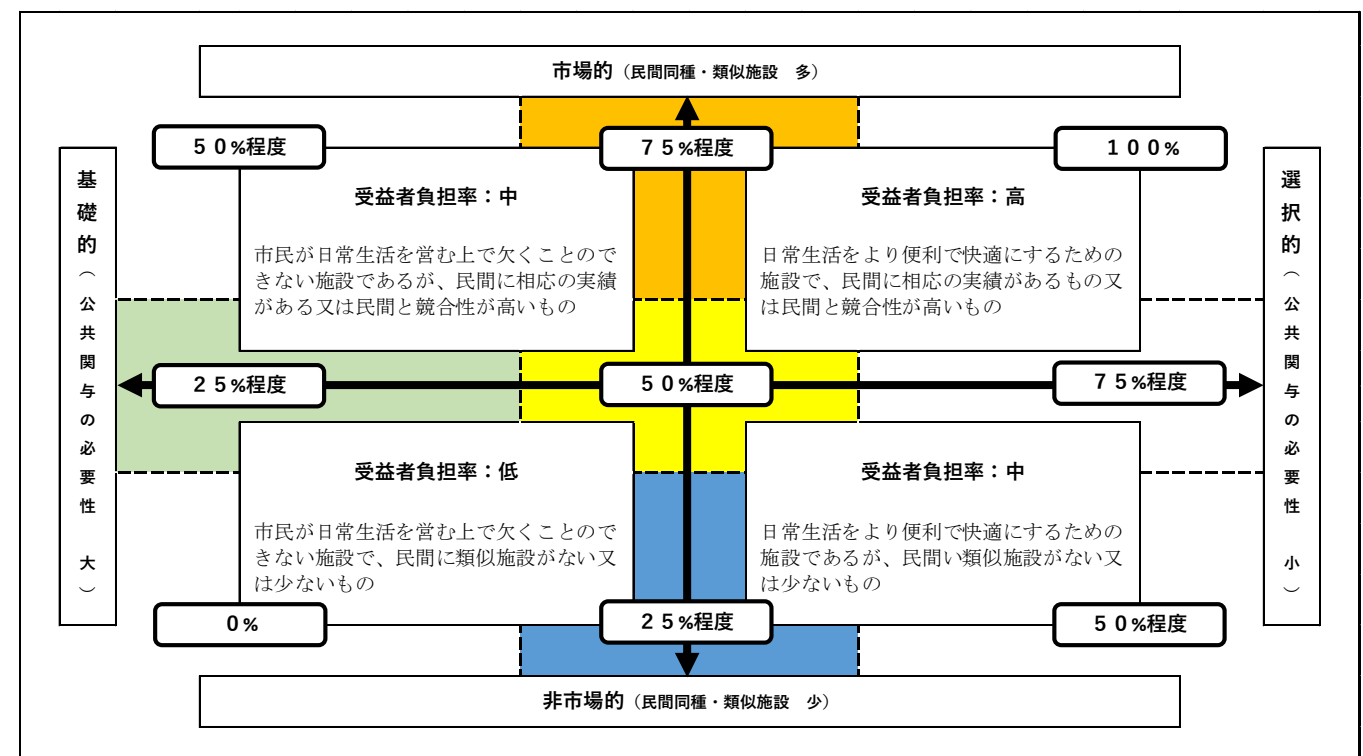 市場的（民間同種・類似施設　多）
５０%程度
７５%程度
１００%
基礎的（公共関与の必要性　大）
選択的（公共関与の必要性　小）
受益者負担率：中
市民が日常生活を営む上で欠くことので
きない施設であるが、民間に相応の実績
がある又は民間と競合性が高いもの
受益者負担率：高
日常生活をより便利で快適にするための
施設で、民間に相応の実績があるもの又
は民間と競合性が高いもの
２５%程度
５０%程度
７５%程度
受益者負担率：低
市民が日常生活を営む上で欠くことので
きない施設で、民間に類似施設がない又
は少ないもの
受益者負担率：中
日常生活をより便利で快適にするための
施設であるが、民間い類似施設がない又
は少ないもの
０%
２５%程度
５０%程度
非市場的（民間同種・類似施設　少）